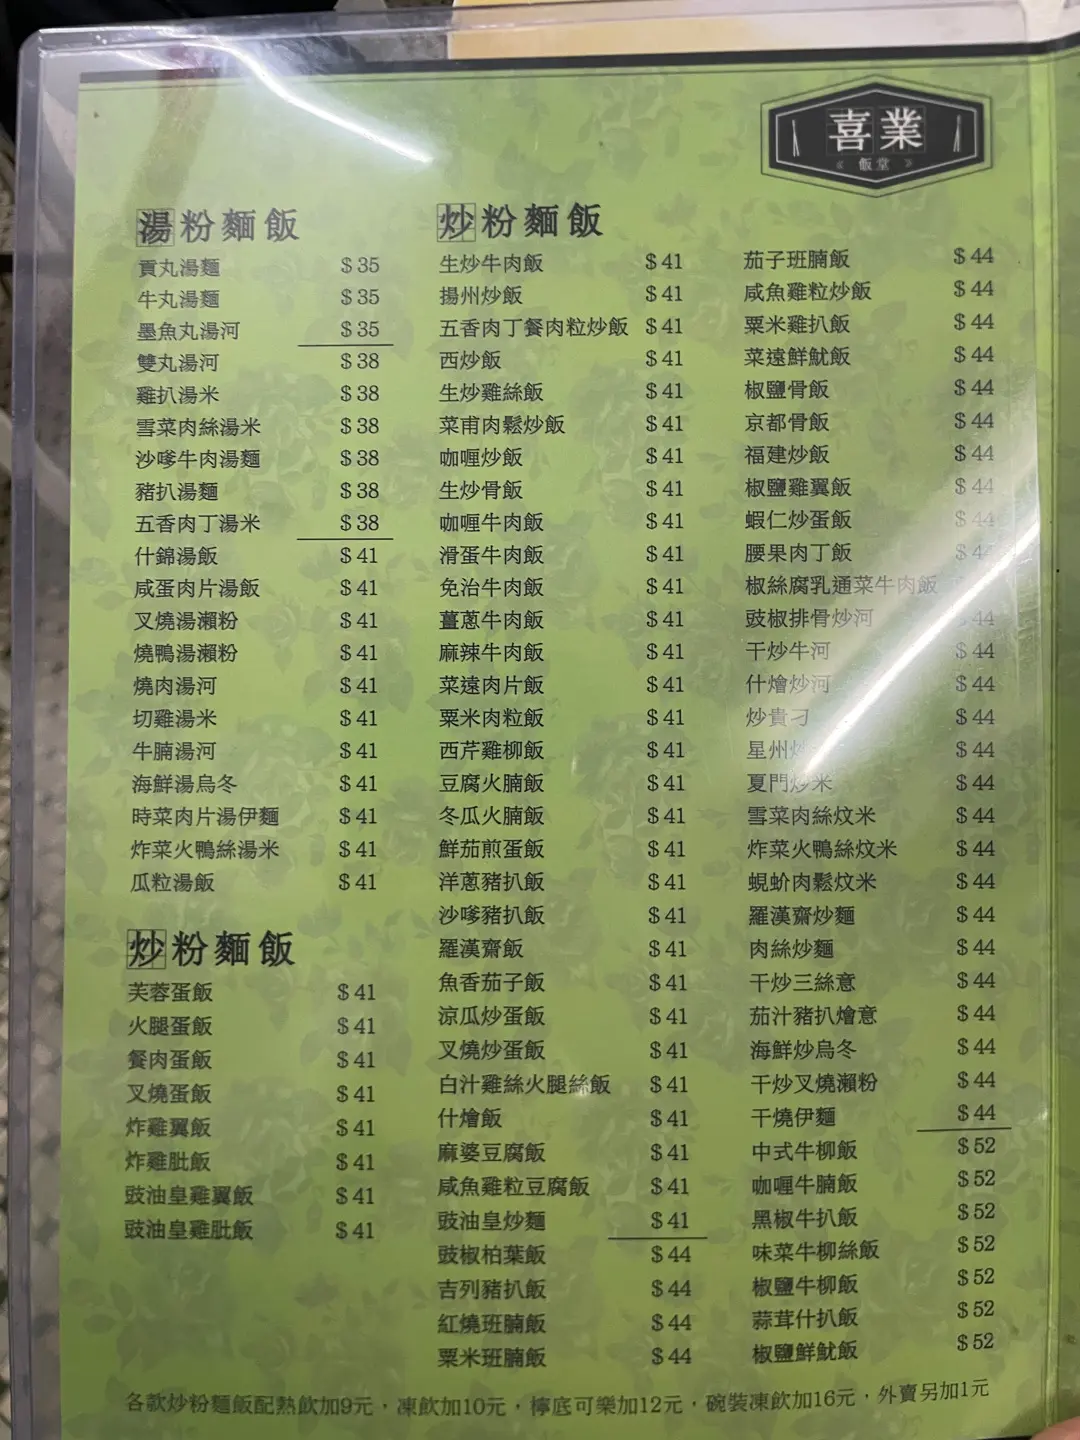 喜業
飯堂
湯粉麵飯
貢丸湯麵 $35
牛丸湯麵 $35
墨魚丸湯河 $35
雙丸湯河 $38
雞扒湯米 $38
雪菜肉絲湯米 $38
沙嗲牛肉湯麵 $38
豬扒湯麵 $38
五香肉丁湯米 $38
什錦湯飯 $41
咸蛋肉片湯飯 $41
叉燒湯瀨粉 $41
燒鴨湯瀨粉 $41
燒肉湯河 $41
切雞湯米 $41
牛腩湯河 $41
海鮮湯烏冬 $41
時菜肉片湯伊麵 $41
炸菜火鴨絲湯米 $41
瓜粒湯飯 $41
炒粉麵飯
芙蓉蛋飯 $41
火腿蛋飯 $41
餐肉蛋飯 $41
叉燒蛋飯 $41
炸雞翼飯 $41
炸雞肶飯 $41
豉油皇雞翼飯 $41
豉油皇雞肶飯 $41
炒粉麵飯
生炒牛肉飯 $41
揚州炒飯 $41
五香肉丁餐肉粒炒飯 $41
西炒飯 $41
生炒雞絲飯 $41
菜甫肉鬆炒飯 $41
咖喱炒飯 $41
生炒骨飯 $41
咖喱牛肉飯 $41
滑蛋牛肉飯 $41
免治牛肉飯 $41
薑蔥牛肉飯 $41
麻辣牛肉飯 $41
菜遠肉片飯 $41
粟米肉粒飯 $41
西芹雞柳飯 $41
豆腐火腩飯 $41
冬瓜火腩飯 $41
鮮茄煎蛋飯 $41
洋蔥豬扒飯 $41
沙嗲豬扒飯 $41
羅漢齋飯 $41
魚香茄子飯 $41
涼瓜炒蛋飯 $41
叉燒炒蛋飯 $41
白汁雞絲火腿絲飯 $41
什燴飯 $41
麻婆豆腐飯 $41
咸魚雞粒豆腐飯 $41
豉油皇炒麵 $41
豉椒柏葉飯 $44
吉列豬扒飯 $44
紅燒班腩飯 $44
粟米班腩飯 $44
茄子班腩飯 $44
咸魚雞粒炒飯 $44
粟米雞扒飯 $44
菜遠鮮魷飯 $44
椒鹽骨飯 $44
京都骨飯 $44
福建炒飯 $44
椒鹽雞翼飯 $44
蝦仁炒蛋飯 $44
腰果肉丁飯 $44
椒絲腐乳通菜牛肉飯
豉椒排骨炒河 $44
干炒牛河 $44
什燴炒河 $44
炒貴刁 $44
星州炒 $44
夏門炒米 $44
雪菜肉絲炆米 $44
炸菜火鴨絲炆米 $44
蜆蚧肉鬆炆米 $44
羅漢齋炒麵 $44
肉絲炒麵 $44
干炒三絲意 $44
茄汁豬扒燴意 $44
海鮮炒烏冬 $44
干炒叉燒瀨粉 $44
干燒伊麵 $44
中式牛柳飯 $52
咖喱牛腩飯 $52
黑椒牛扒飯 $52
味菜牛柳絲飯 $52
椒鹽牛柳飯 $52
蒜茸什扒飯 $52
椒鹽鮮魷飯 $52
各款炒粉麵飯配熱飲加9元，凍飲加10元，檸底可樂加12元，碗裝凍飲加16元，外賣另加1元